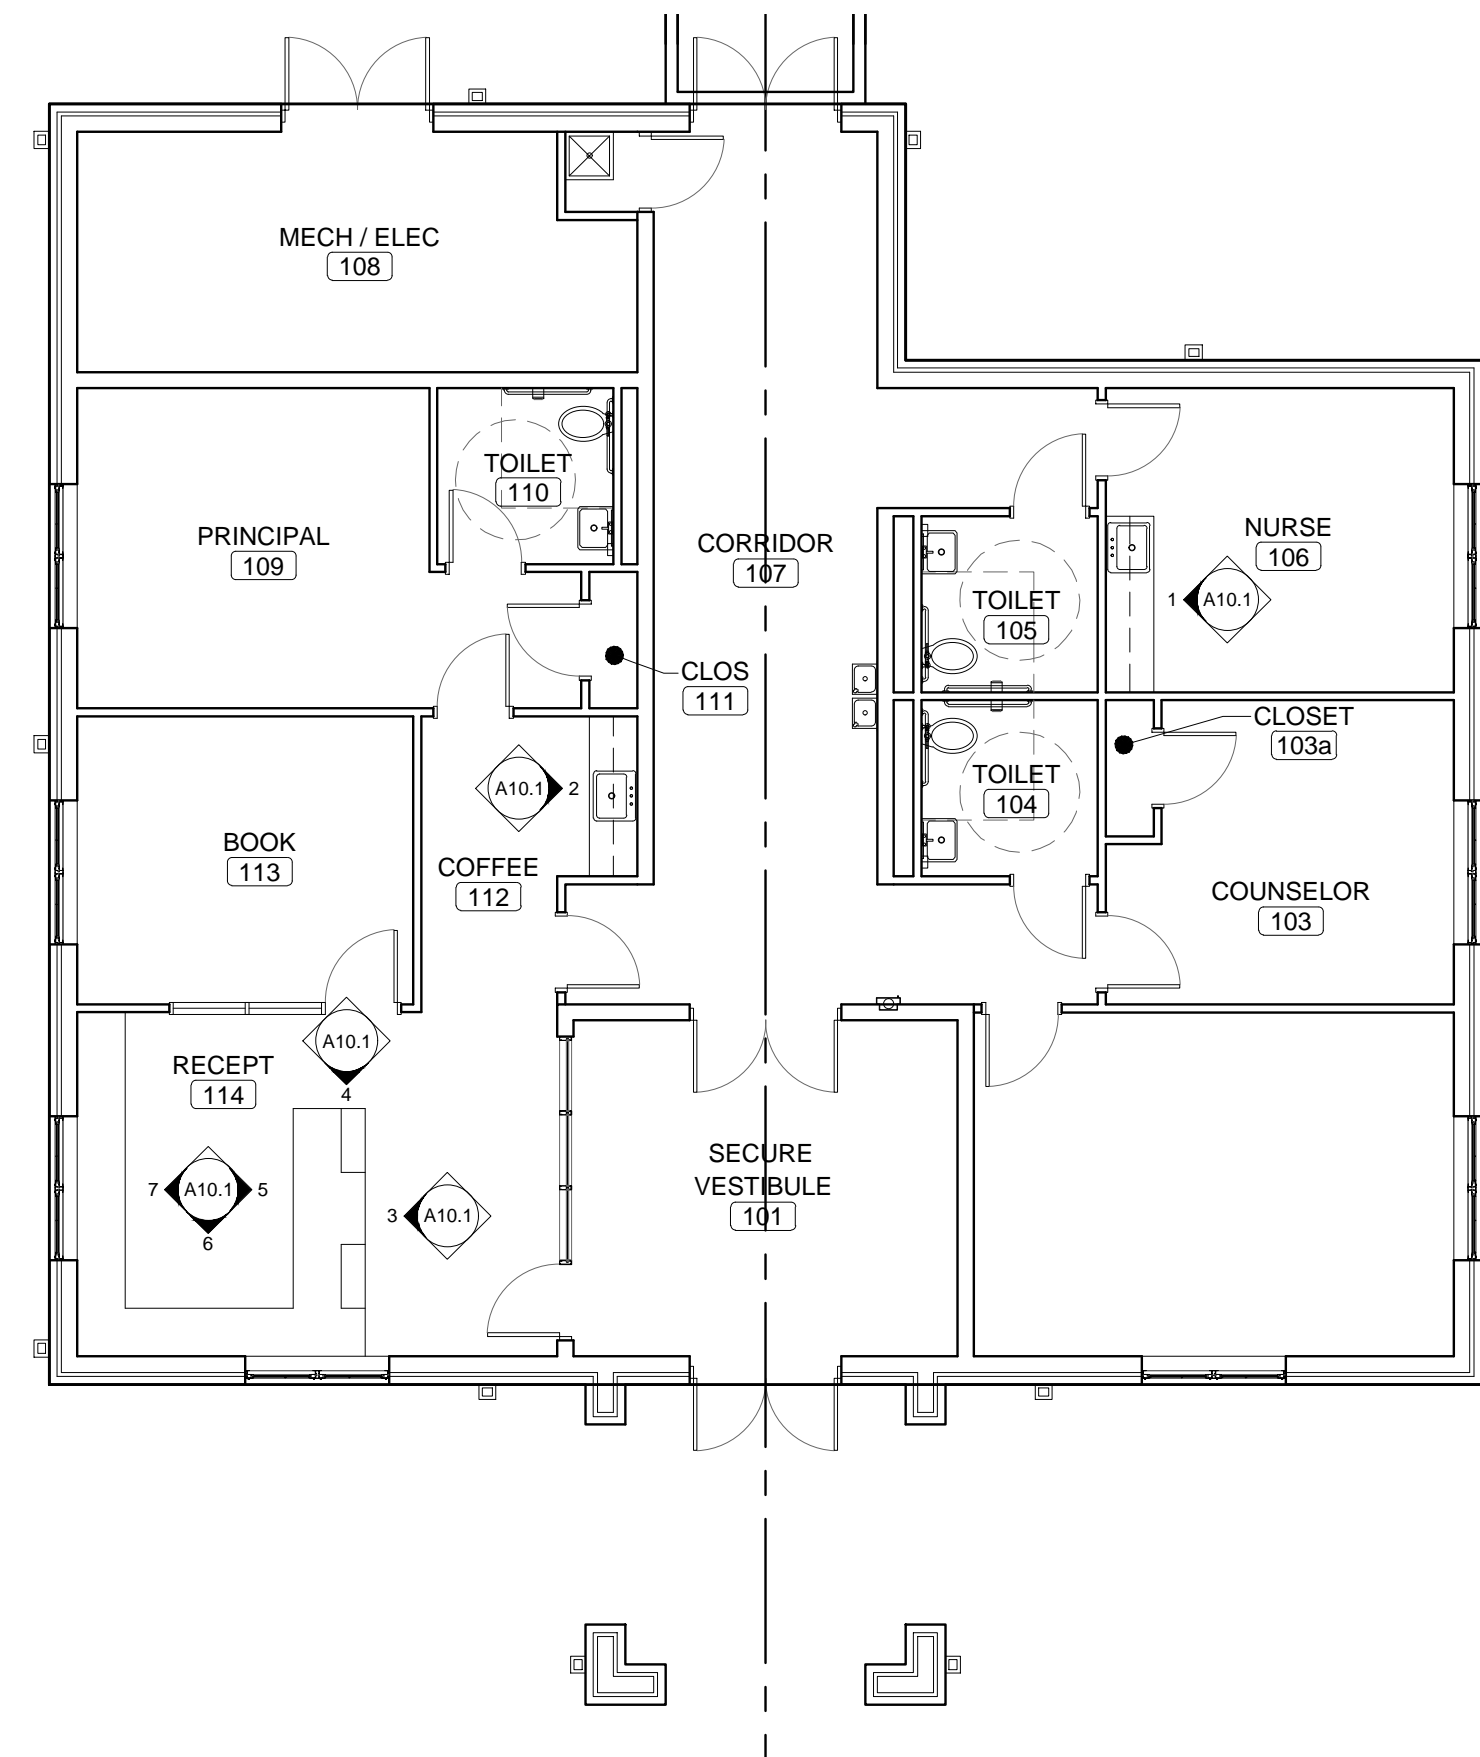 MECH / ELEC
108
TOILET
110
PRINCIPAL
109
CORRIDOR
107
NURSE
106
1
A10.1
TOILET
105
CLOS
111
CLOSET
103a
A10.1
2
TOILET
104
BOOK
113
COFFEE
112
COUNSELOR
103
A10.1
4
RECEPT
114
SECURE
VESTIBULE
101
7
A10.1
5
6
3
A10.1